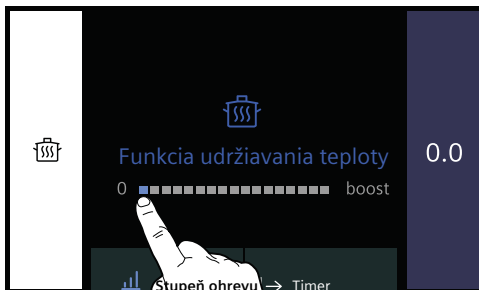 Funkcia udržiavania teploty
0 boost
0.0
Stupeň ohrevu → Timer